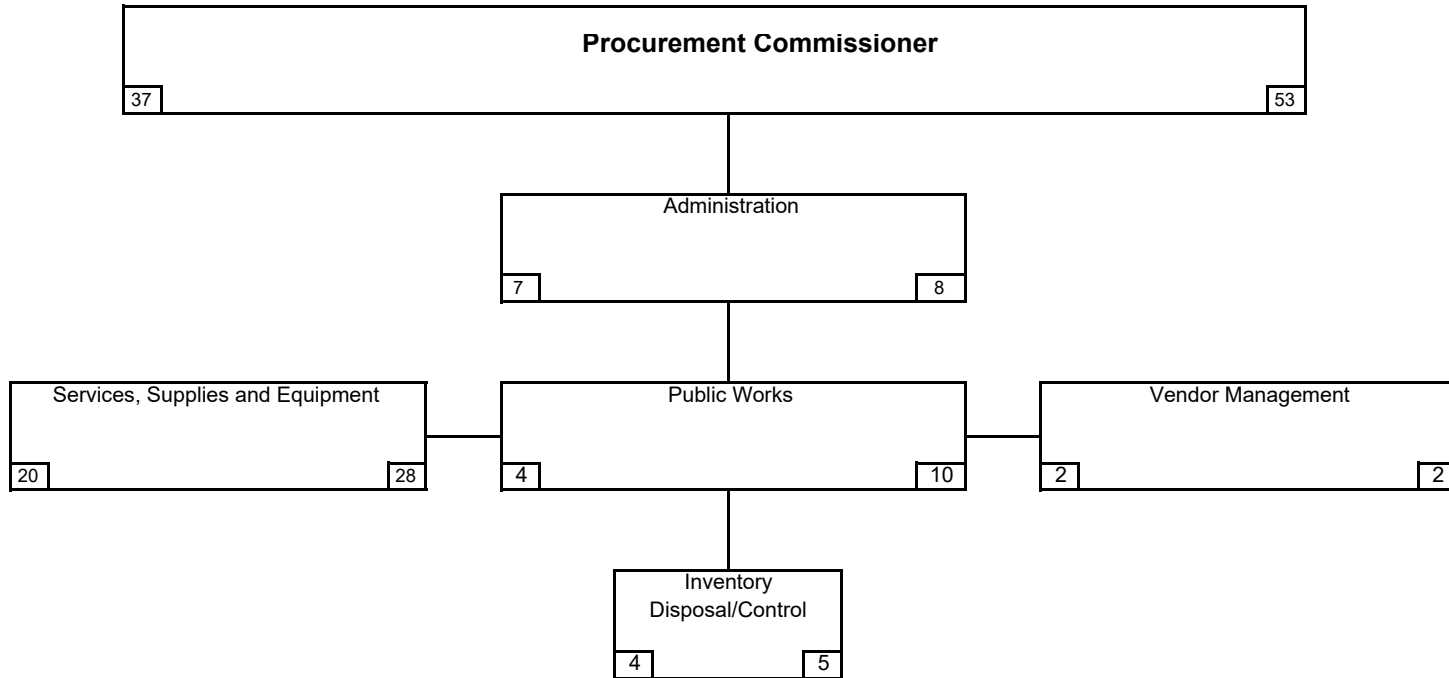 Procurement Commissioner
37 53
Administration
7 8
Services, Supplies and Equipment
20 28
Public Works
4 10
Vendor Management
2 2
Inventory
Disposal/Control
4 5